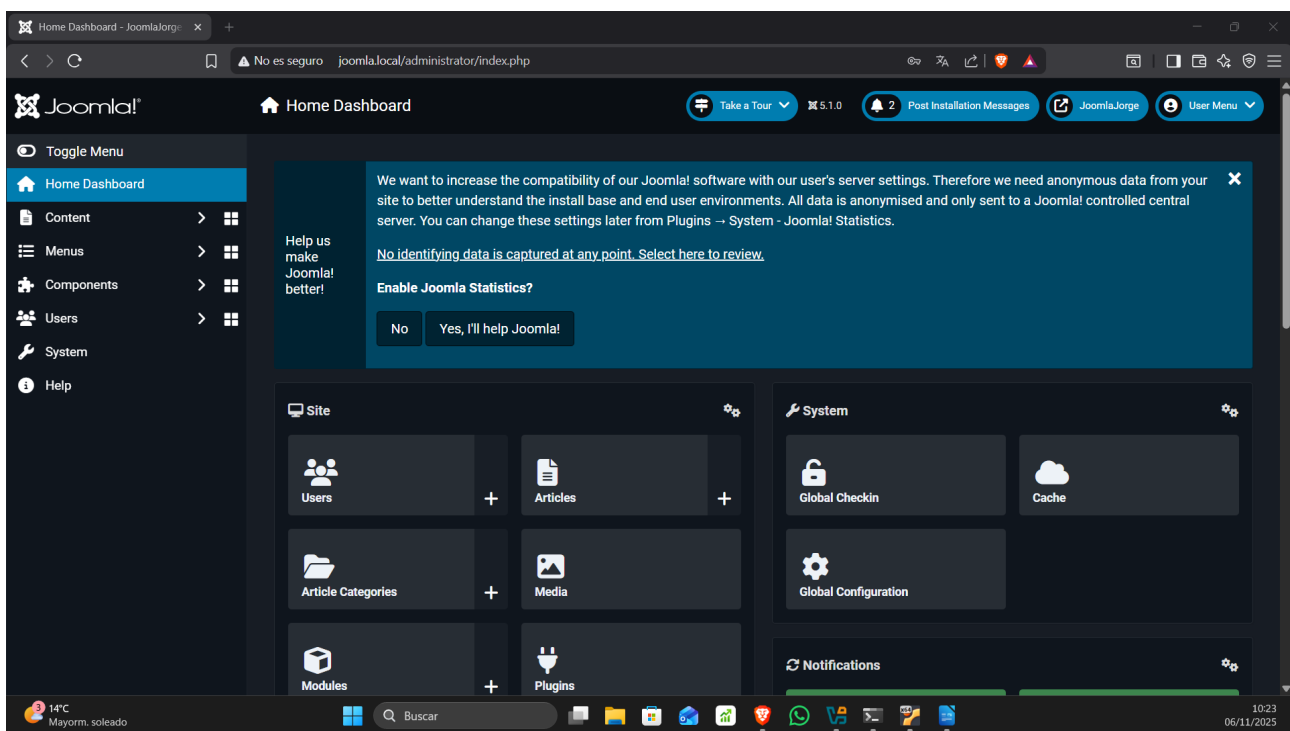 Home Dashboard - JoomlaJorge
No es seguro joomla.local/administrator/index.php
Joomla!®
Home Dashboard
Take a Tour
5.1.0
2 Post Installation Messages
JoomlaJorge
User Menu
Toggle Menu
Home Dashboard
Content
Menus
Components
Users
System
Help
Help us
make
Joomla!
better!
We want to increase the compatibility of our Joomla! software with our user's server settings. Therefore we need anonymous data from your
site to better understand the install base and end user environments. All data is anonymised and only sent to a Joomla! controlled central
server. You can change these settings later from Plugins → System - Joomla! Statistics.
No identifying data is captured at any point. Select here to review.
Enable Joomla Statistics?
No
Yes, I'll help Joomla!
Site
Users
Articles
Article Categories
Media
Modules
Plugins
System
Global Checkin
Cache
Global Configuration
Notifications
3
14°C
Mayorm. soleado
Buscar
10:23
06/11/2025